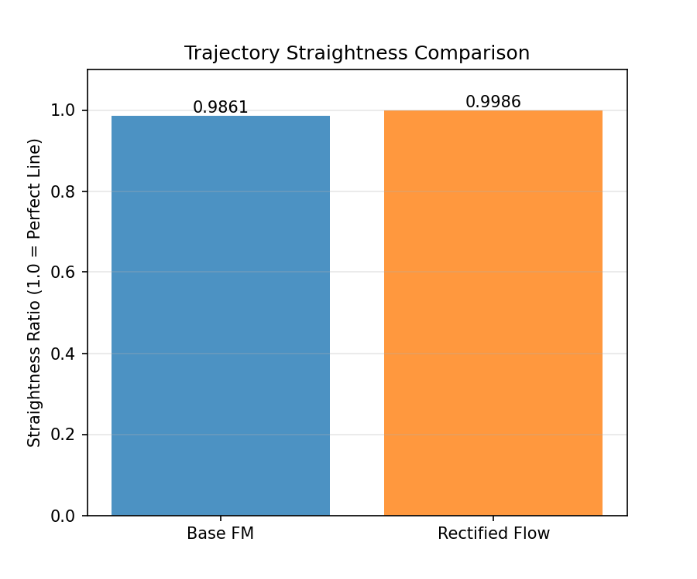 Trajectory Straightness Comparison
Straightness Ratio (1.0 = Perfect Line)
1.0
0.8
0.6
0.4
0.2
0.0
0.9861
0.9986
Base FM
Rectified Flow